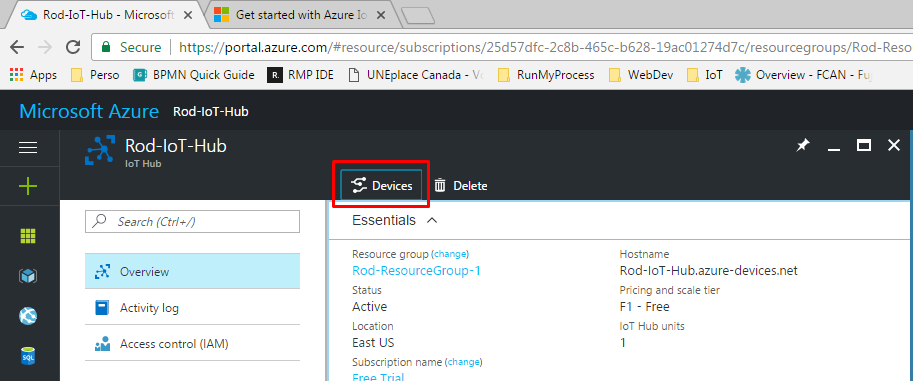 Rod-IoT-Hub - Microsoft
Get started with Azure Io
Secure
https://portal.azure.com/#resource/subscriptions/25d57dfc-2c8b-465c-b628-19ac01274d7c/resourcegroups/Rod-Reso
Apps Perso BPMN Quick Guide R. RMP IDE UNEplace Canada - Vo RunMyProcess WebDev IoT Overview - FCAN - Fuj
Microsoft Azure Rod-IoT-Hub
Rod-IoT-Hub
IoT Hub
Devices Delete
Search (Ctrl+/)
Overview
Activity log
Access control (IAM)
SQL
Essentials
Resource group (change)
Rod-ResourceGroup-1
Status
Active
Location
East US
Subscription name (change)
Free Trial
Hostname
Rod-IoT-Hub.azure-devices.net
Pricing and scale tier
F1 - Free
IoT Hub units
1